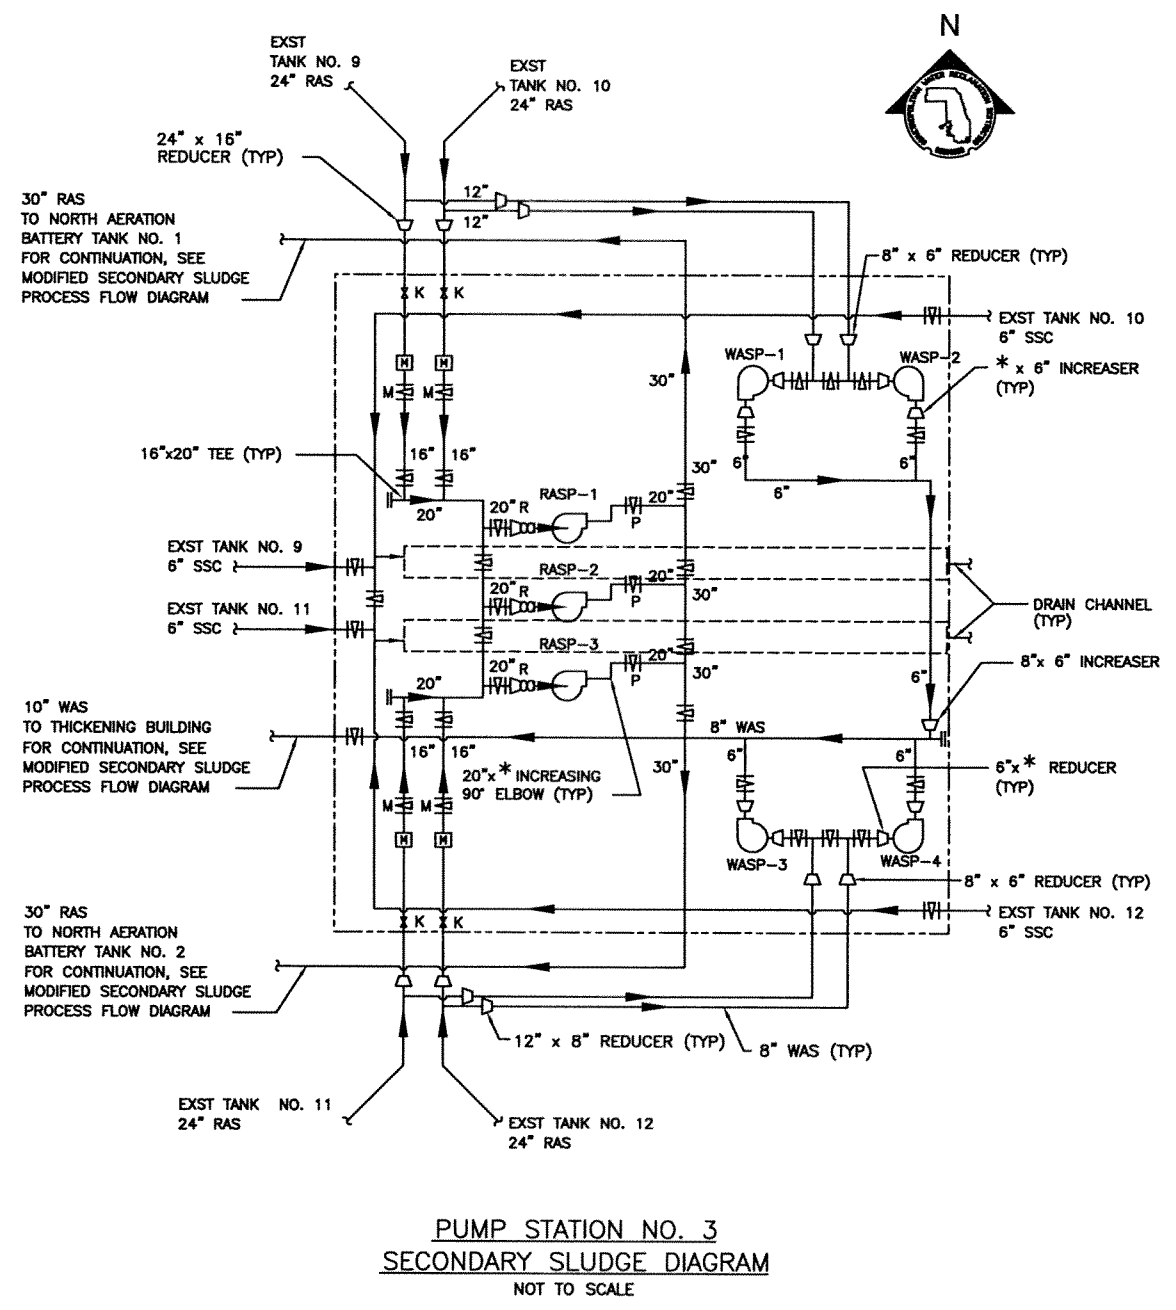 N
EXST
TANK NO. 9
24" RAS
EXST
TANK NO. 10
24" RAS
24" x 16"
REDUCER (TYP)
30" RAS
TO NORTH AERATION
BATTERY TANK NO. 1
FOR CONTINUATION, SEE
MODIFIED SECONDARY SLUDGE
PROCESS FLOW DIAGRAM
12"
12"
8" x 6" REDUCER (TYP)
K
K
EXST TANK NO. 10
6" SSC
WASP-1
WASP-2
* x 6" INCREASER
(TYP)
M
M
M
M
30"
16"x20" TEE (TYP)
16"
16"
30"
6"
6"
6"
20"
20" R
RASP-1
20"
P
EXST TANK NO. 9
6" SSC
RASP-2
20" R
20"
P
30"
EXST TANK NO. 11
6" SSC
DRAIN CHANNEL
(TYP)
RASP-3
20" R
20"
P
30"
20"
8"x 6" INCREASER
6"
10" WAS
TO THICKENING BUILDING
FOR CONTINUATION, SEE
MODIFIED SECONDARY SLUDGE
PROCESS FLOW DIAGRAM
8" WAS
16"
16"
6"
6"
30"
20"x* INCREASING
90° ELBOW (TYP)
6"x* REDUCER
(TYP)
M
M
M
M
WASP-3
WASP-4
8" x 6" REDUCER (TYP)
30" RAS
TO NORTH AERATION
BATTERY TANK NO. 2
FOR CONTINUATION, SEE
MODIFIED SECONDARY SLUDGE
PROCESS FLOW DIAGRAM
K
K
EXST TANK NO. 12
6" SSC
12" x 8" REDUCER (TYP)
8" WAS (TYP)
EXST TANK NO. 11
24" RAS
EXST TANK NO. 12
24" RAS
PUMP STATION NO. 3
SECONDARY SLUDGE DIAGRAM
NOT TO SCALE